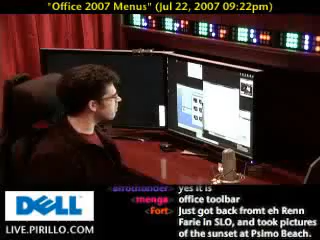 "Office 2007 Menus" (Jul 22, 2007 09:22pm)
<afrothunder> yes it is
<menga> office toolbar
<Fort> Just got back fromt eh Renn
Farie in SLO, and took pictures
of the sunset at Psimo Beach.
DELL
LIVE.PIRILLO.COM